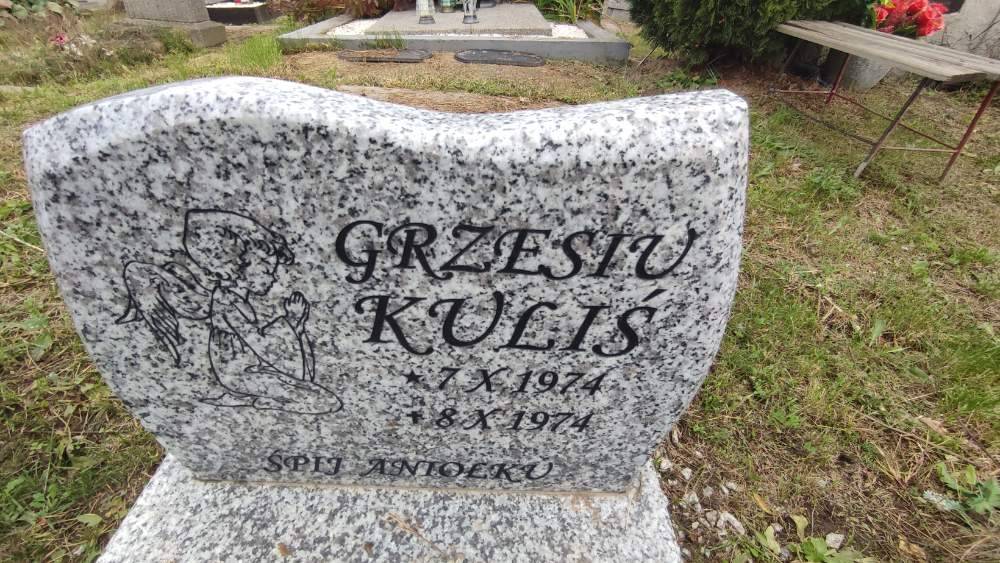 GRZESIU
KULIŚ
* 7 X 1974
+ 8 X 1974
ŚPIJ ANIOŁKU